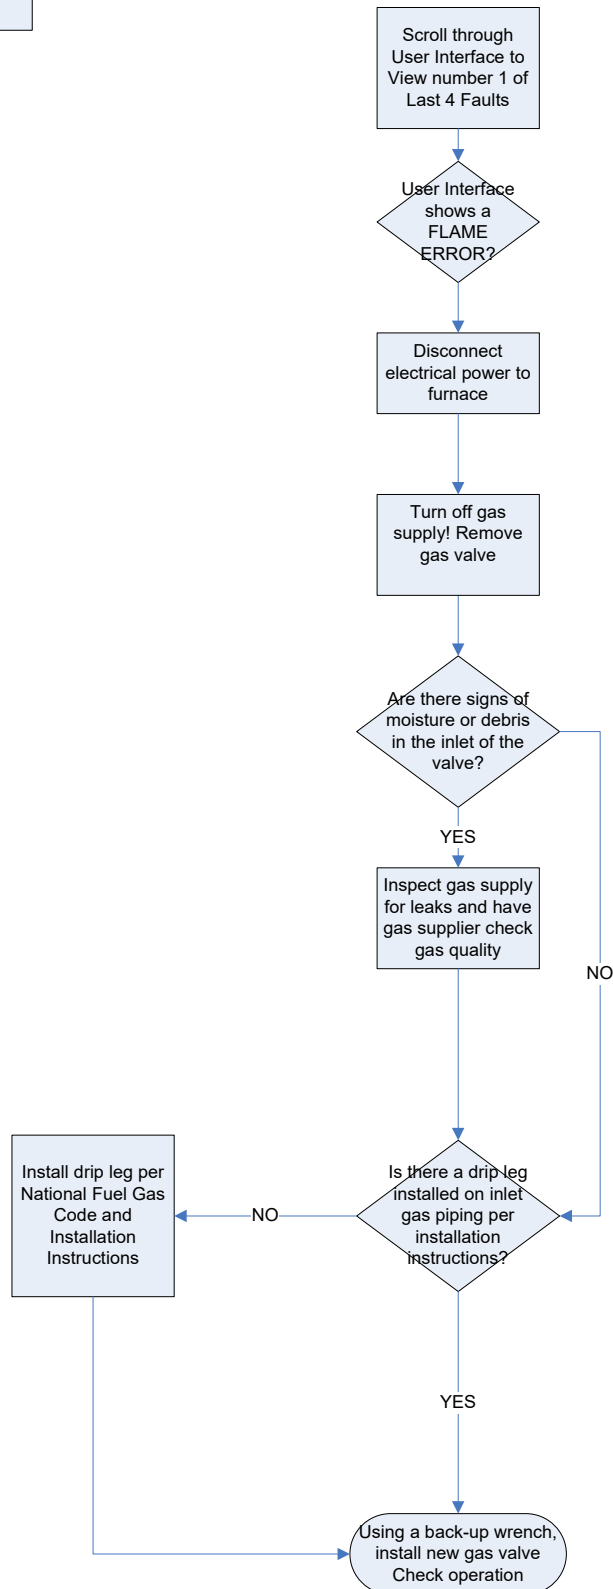 Scroll through
User Interface to
View number 1 of
Last 4 Faults
User Interface
shows a
FLAME
ERROR?
Disconnect
electrical power to
furnace
Turn off gas
supply! Remove
gas valve
Are there signs of
moisture or debris
in the inlet of the
valve?
YES
Inspect gas supply
for leaks and have
gas supplier check
gas quality
NO
Install drip leg per
National Fuel Gas
Code and
Installation
Instructions
NO
Is there a drip leg
installed on inlet
gas piping per
installation
instructions?
YES
Using a back-up wrench,
install new gas valve
Check operation